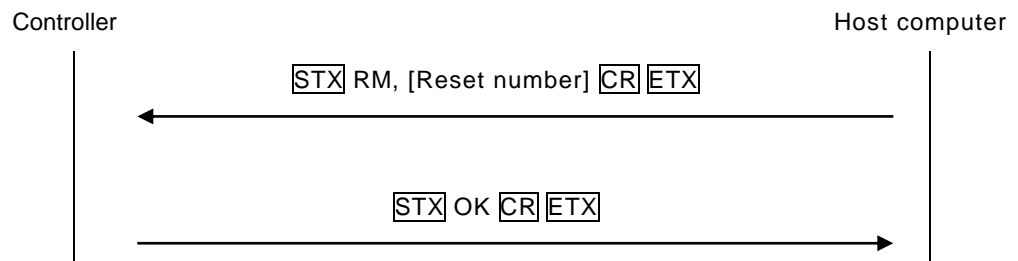 Controller Host computer
STX RM, [Reset number] CR ETX
STX OK CR ETX